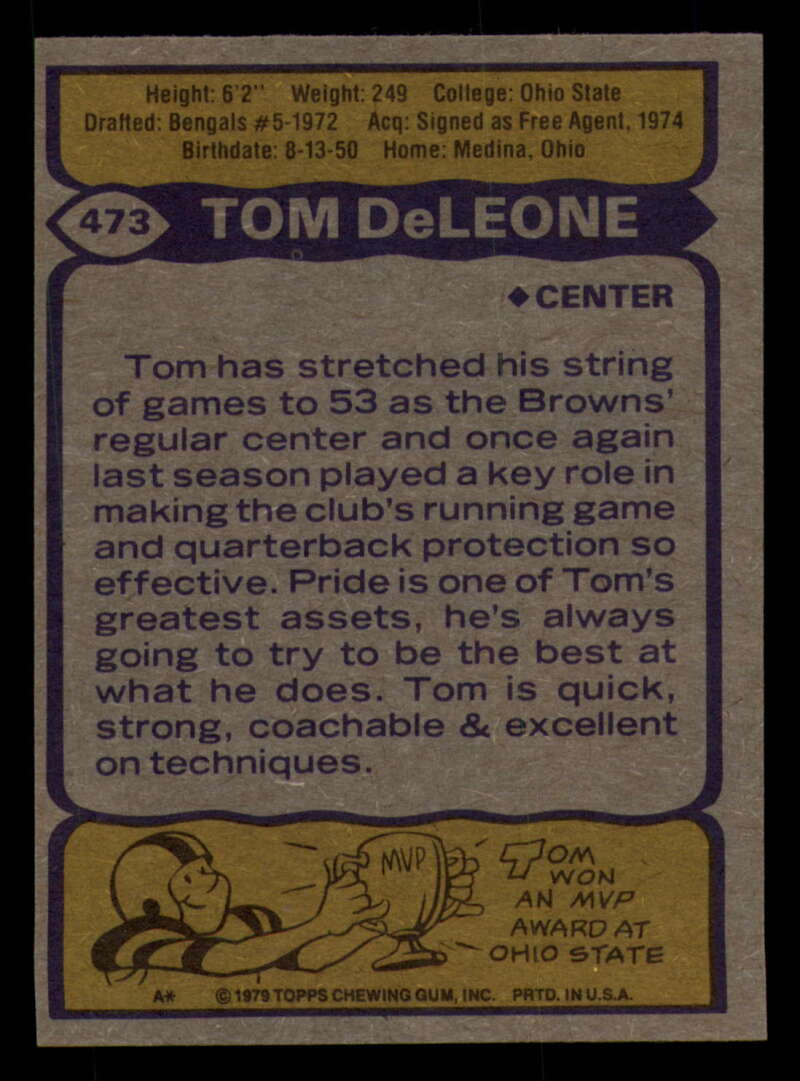 Height: 6'2" Weight: 249 College: Ohio State
Drafted: Bengals #5-1972 Acq: Signed as Free Agent, 1974
Birthdate: 8-13-50 Home: Medina, Ohio
473 TOM DeLEONE
◆CENTER
Tom has stretched his string
of games to 53 as the Browns'
regular center and once again
last season played a key role in
making the club's running game
and quarterback protection so
effective. Pride is one of Tom's
greatest assets, he's always
going to try to be the best at
what he does. Tom is quick,
strong, coachable & excellent
on techniques.
MVP
TOM
WON
AN MVP
AWARD AT
OHIO STATE
A* ©1979 TOPPS CHEWING GUM, INC. PRTD. IN U.S.A.